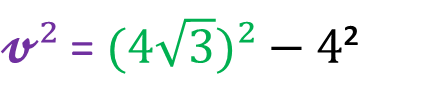 𝓋² = (4√3)² − 4²